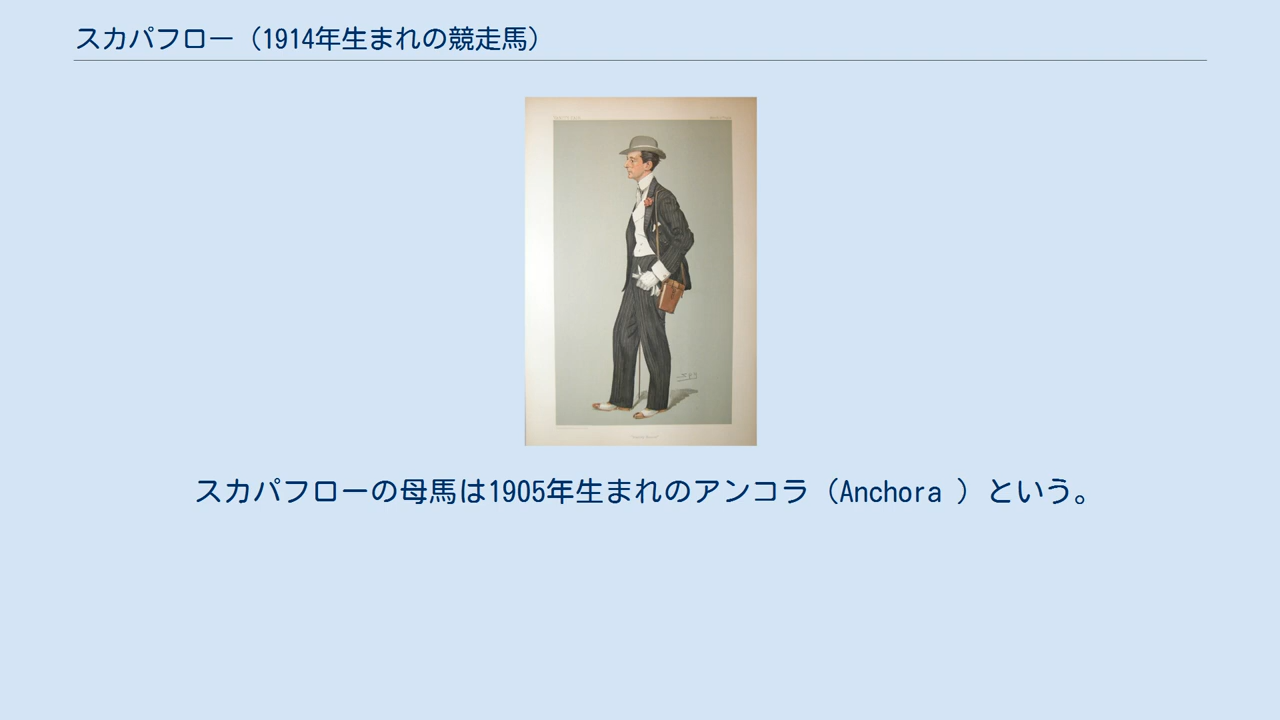 スカパフロー（1914年生まれの競走馬）
スカパフローの母馬は1905年生まれのアンコラ（Anchora ）という。